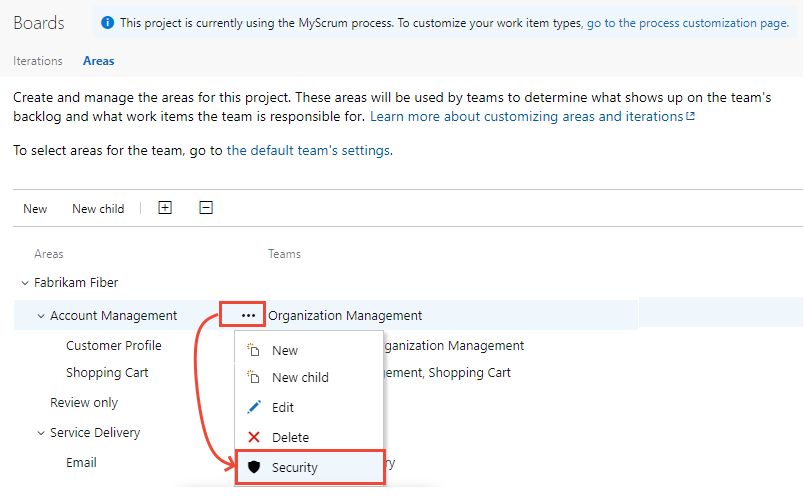 Boards
This project is currently using the MyScrum process. To customize your work item types, go to the process customization page.
Iterations Areas
Create and manage the areas for this project. These areas will be used by teams to determine what shows up on the team's
backlog and what work items the team is responsible for. Learn more about customizing areas and iterations
To select areas for the team, go to the default team's settings.
New New child
Areas Teams
Fabrikam Fiber
Account Management ••• Organization Management
New
Customer Profile ganization Management
Shopping Cart ement, Shopping Cart
New child
Review only
Edit
Service Delivery
Delete
Email ry
Security